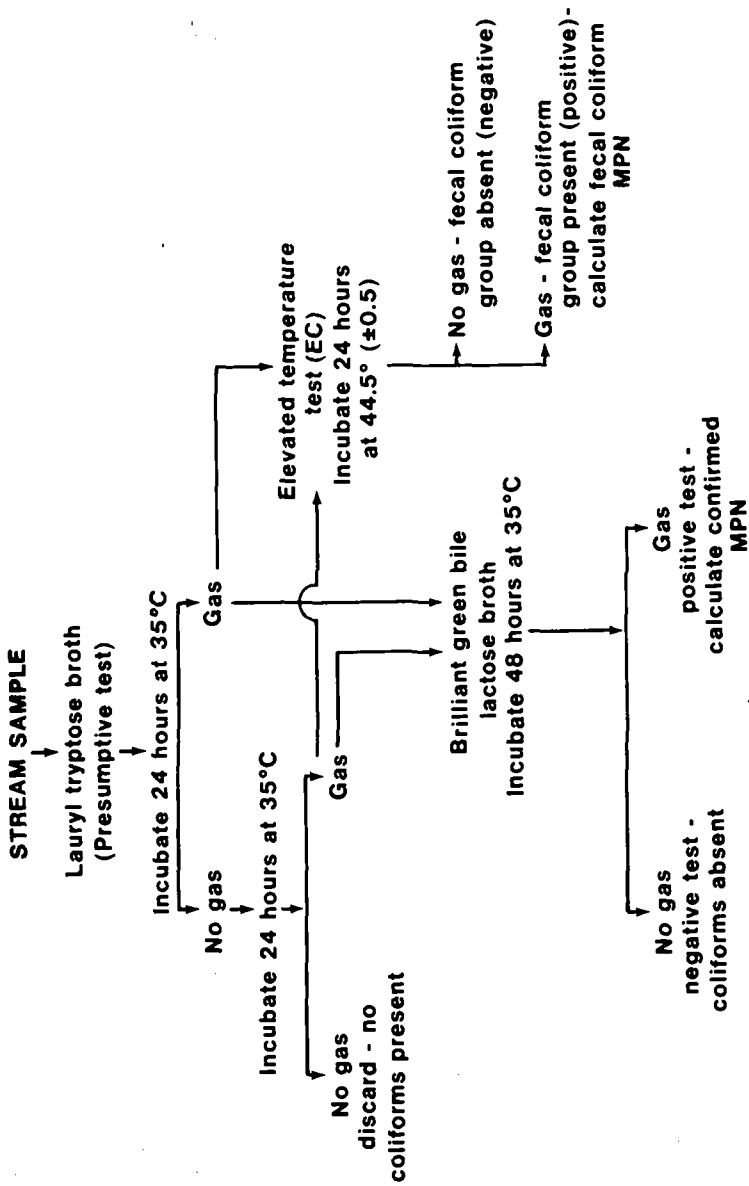 STREAM SAMPLE
Lauryl tryptose broth
(Presumptive test)
Incubate 24 hours at 35°C
No gas
Gas
Incubate 24 hours at 35°C
No gas
discard - no
coliforms present
Gas
Elevated temperature
test (EC)
Incubate 24 hours
at 44.5° (±0.5)
No gas - fecal coliform
group absent (negative)
Gas - fecal coliform
group present (positive)-
calculate fecal coliform
MPN
Brilliant green bile
lactose broth
Incubate 48 hours at 35°C
No gas
negative test -
coliforms absent
Gas
positive test -
calculate confirmed
MPN